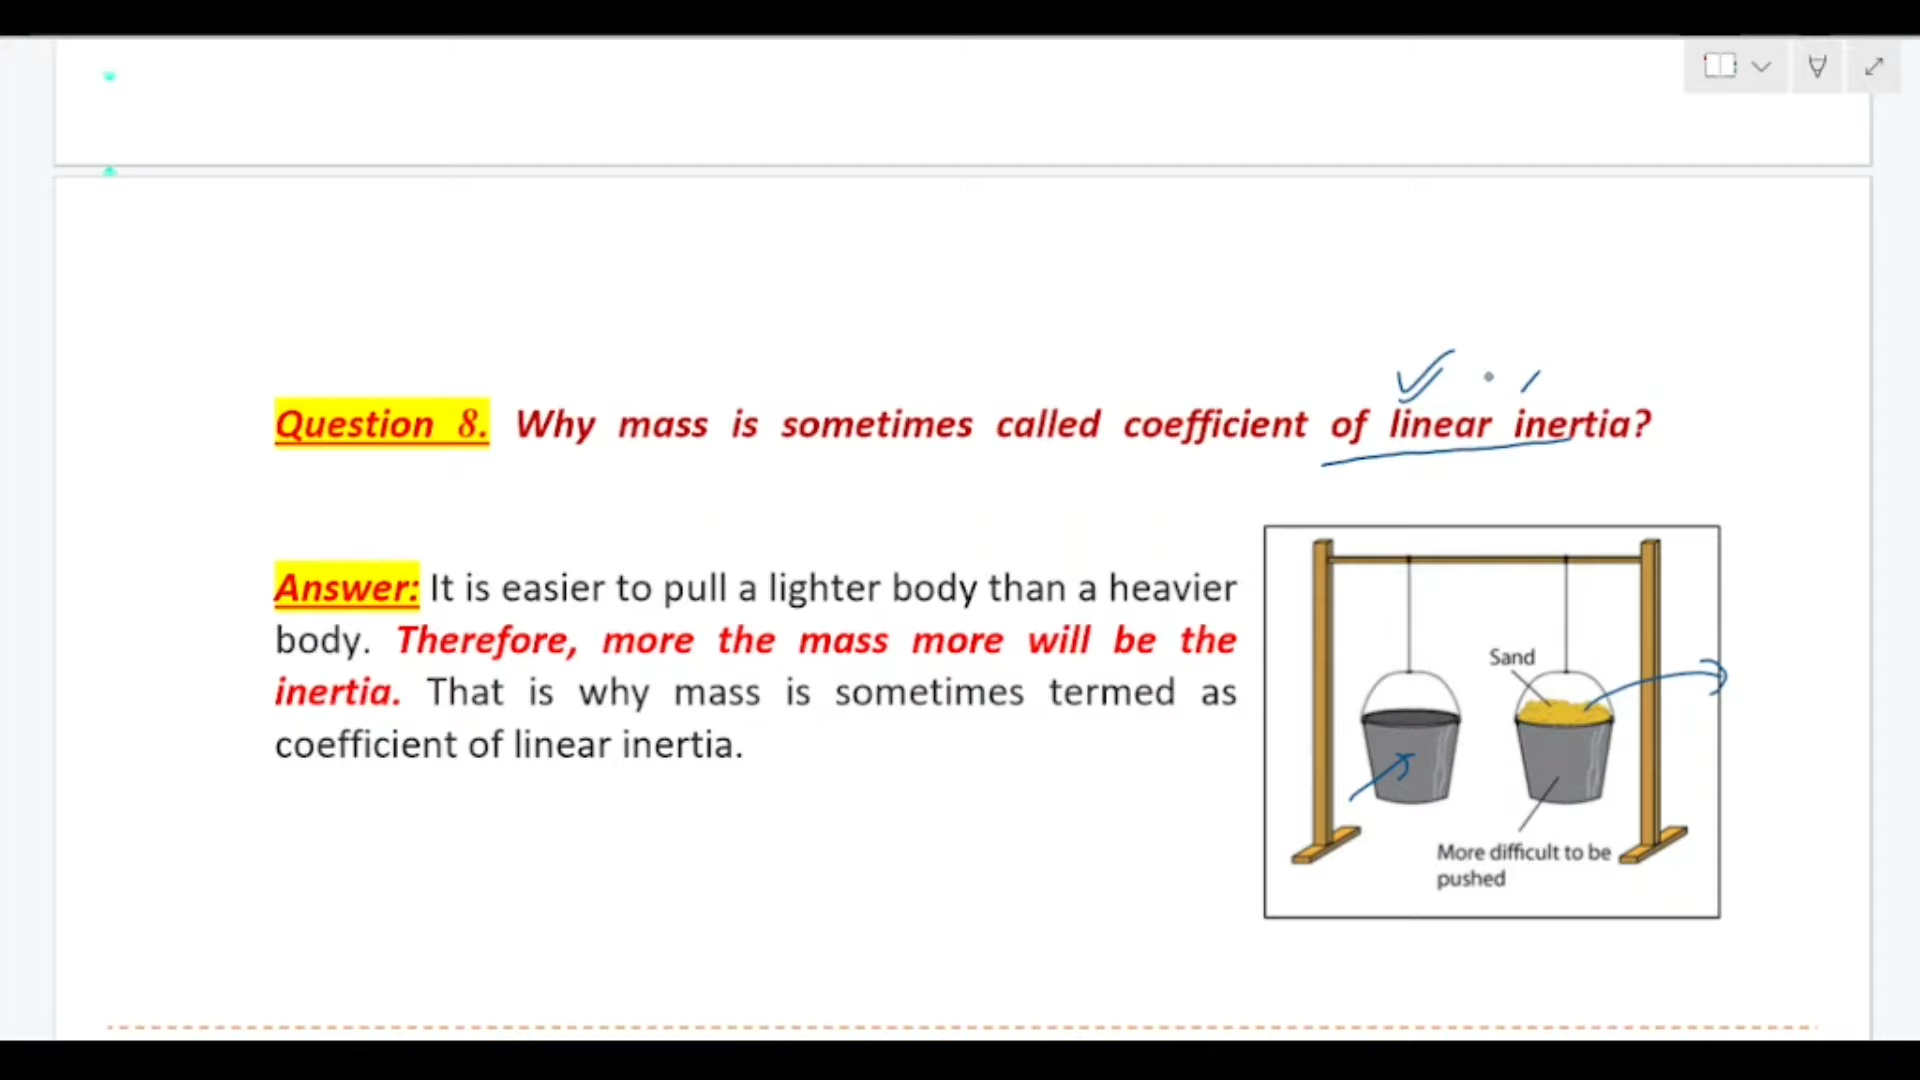 Question 8. Why mass is sometimes called coefficient of linear inertia?
Answer: It is easier to pull a lighter body than a heavier
body. Therefore, more the mass more will be the
inertia. That is why mass is sometimes termed as
coefficient of linear inertia.
Sand
More difficult to be
pushed